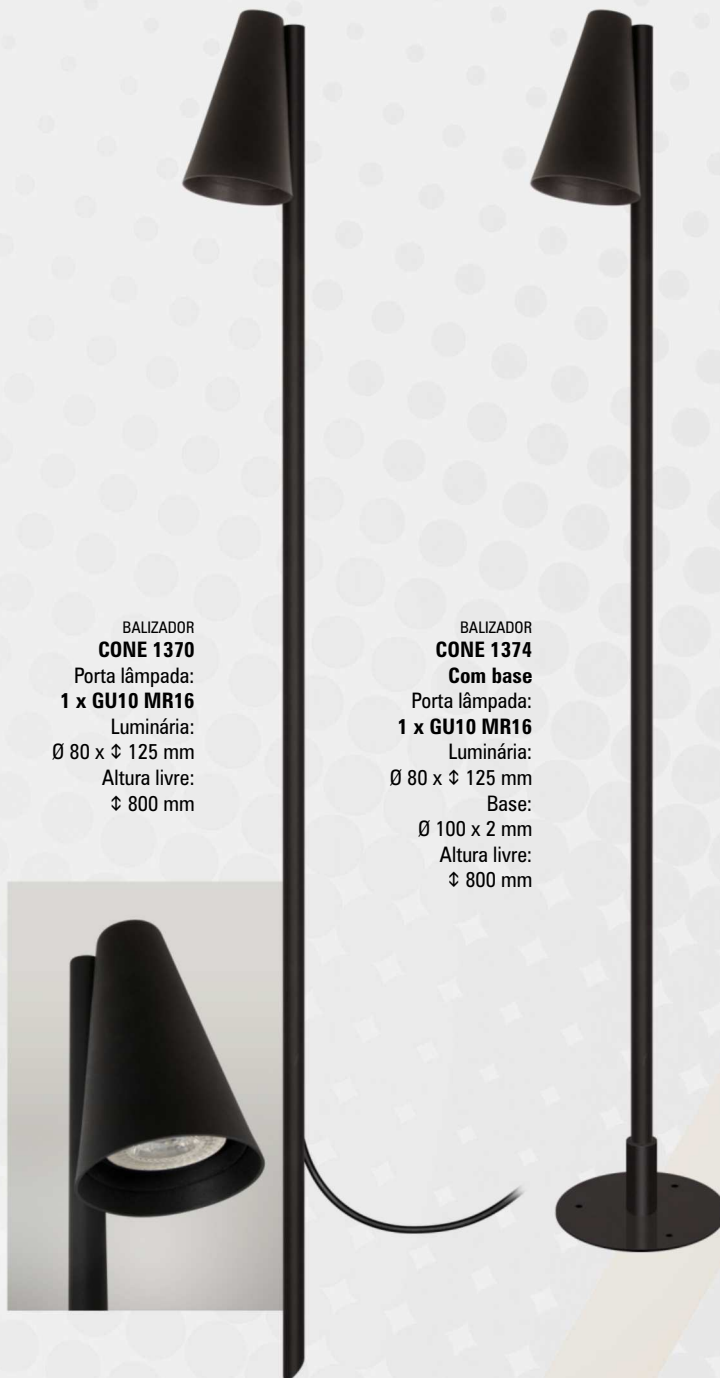 BALIZADOR
CONE 1370
Porta lâmpada:
1 x GU10 MR16
Luminária:
Ø 80 x ⇕ 125 mm
Altura livre:
⇕ 800 mm
BALIZADOR
CONE 1374
Com base
Porta lâmpada:
1 x GU10 MR16
Luminária:
Ø 80 x ⇕ 125 mm
Base:
Ø 100 x 2 mm
Altura livre:
⇕ 800 mm